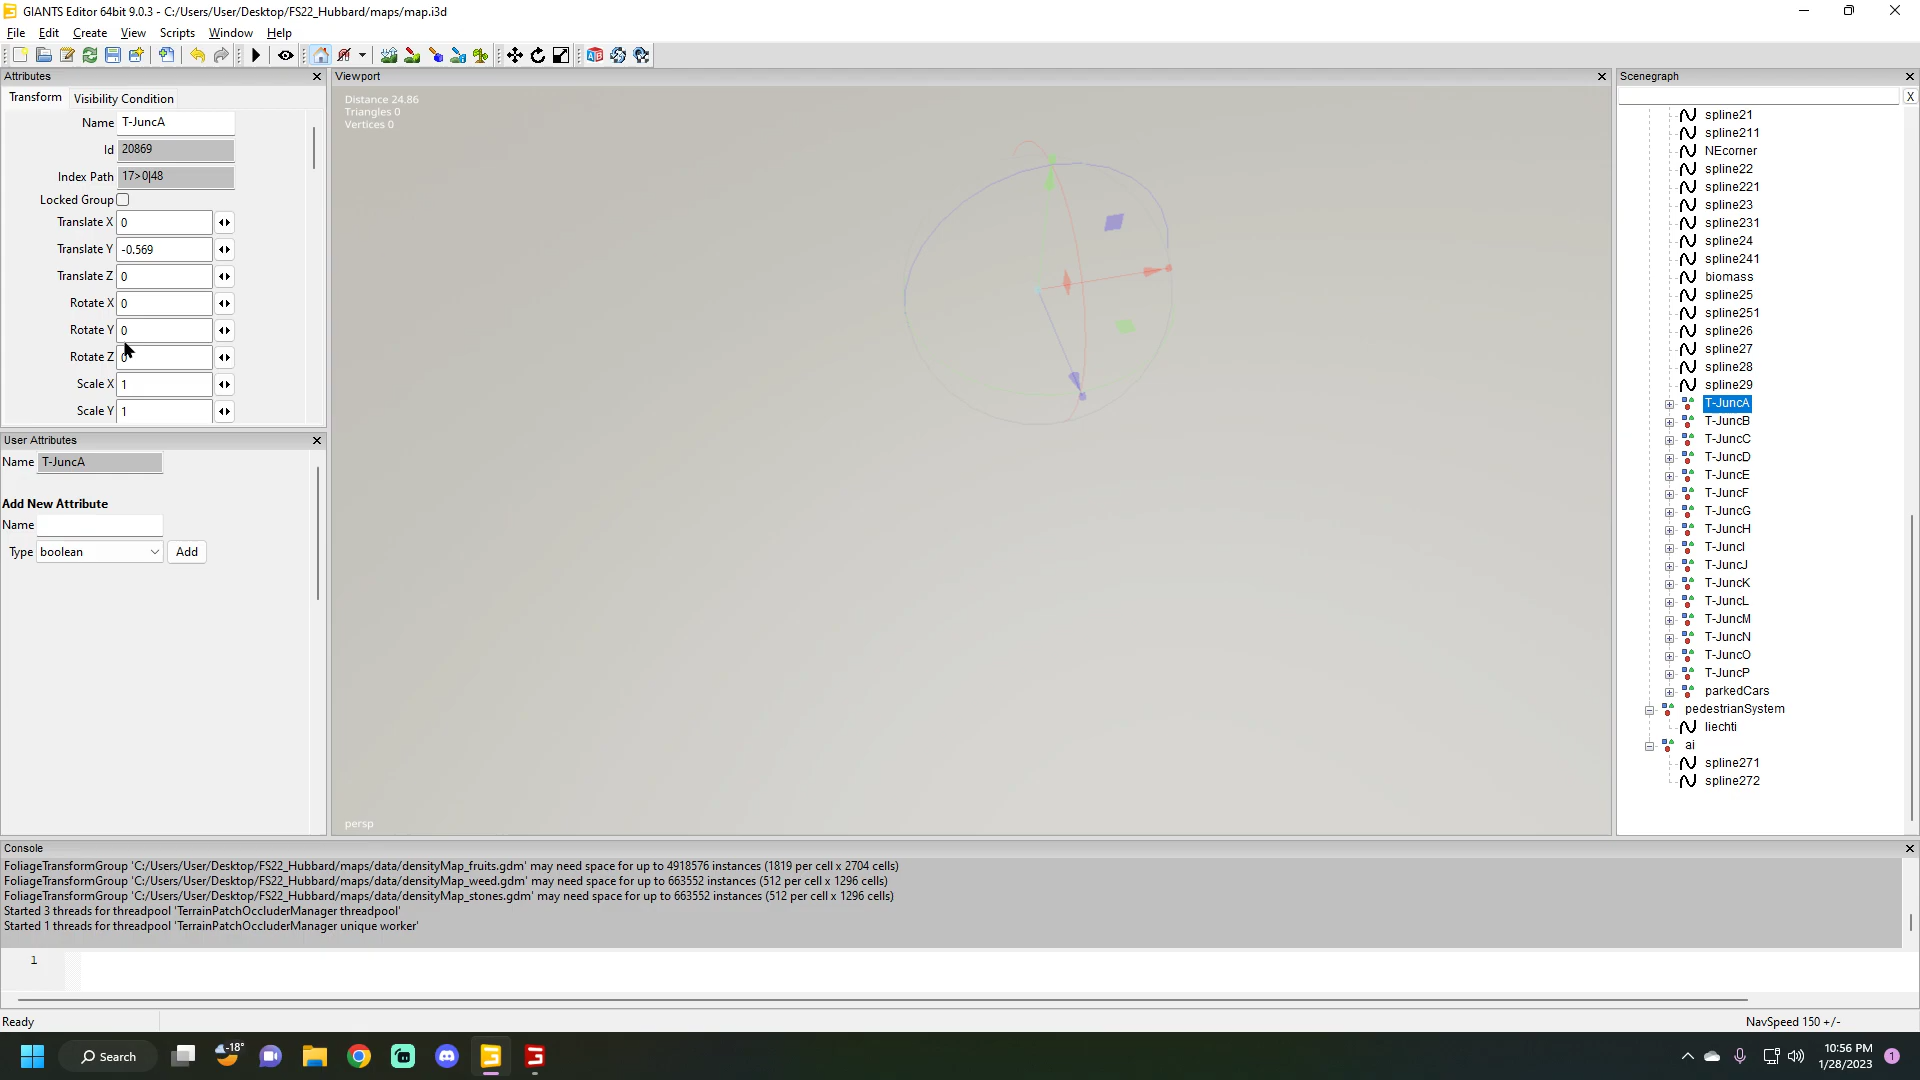 GIANTS Editor 64bit 9.0.3 - C:/Users/User/Desktop/FS22_Hubbard/maps/map.i3d
File Edit Create View Scripts Window Help
Attributes
Transform Visibility Condition
Name T-JuncA
Id 20869
Index Path 17>0|48
Locked Group
Translate X 0
Translate Y -0.569
Translate Z 0
Rotate X 0
Rotate Y 0
Rotate Z 0
Scale X 1
Scale Y 1
User Attributes
Name T-JuncA
Add New Attribute
Name
Type boolean Add
Viewport
Distance 24.86
Triangles 0
Vertices 0
persp
Scenegraph
X
spline21
spline211
NEcorner
spline22
spline221
spline23
spline231
spline24
spline241
biomass
spline25
spline251
spline26
spline27
spline28
spline29
T-JuncA
T-JuncB
T-JuncC
T-JuncD
T-JuncE
T-JuncF
T-JuncG
T-JuncH
T-JuncI
T-JuncJ
T-JuncK
T-JuncL
T-JuncM
T-JuncN
T-JuncO
T-JuncP
parkedCars
pedestrianSystem
liechti
ai
spline271
spline272
Console
FoliageTransformGroup 'C:/Users/User/Desktop/FS22_Hubbard/maps/data/densityMap_fruits.gdm' may need space for up to 4918576 instances (1819 per cell x 2704 cells)
FoliageTransformGroup 'C:/Users/User/Desktop/FS22_Hubbard/maps/data/densityMap_weed.gdm' may need space for up to 663552 instances (512 per cell x 1296 cells)
FoliageTransformGroup 'C:/Users/User/Desktop/FS22_Hubbard/maps/data/densityMap_stones.gdm' may need space for up to 663552 instances (512 per cell x 1296 cells)
Started 3 threads for threadpool 'TerrainPatchOccluderManager threadpool'
Started 1 threads for threadpool 'TerrainPatchOccluderManager unique worker'
1
Ready
NavSpeed 150 +/-
Search
-18°
10:56 PM
1/28/2023
1